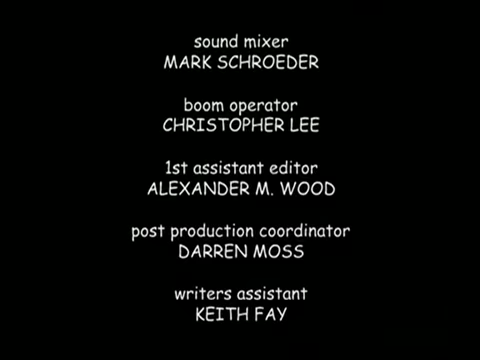 sound mixer
MARK SCHROEDER
boom operator
CHRISTOPHER LEE
1st assistant editor
ALEXANDER M. WOOD
post production coordinator
DARREN MOSS
writers assistant
KEITH FAY